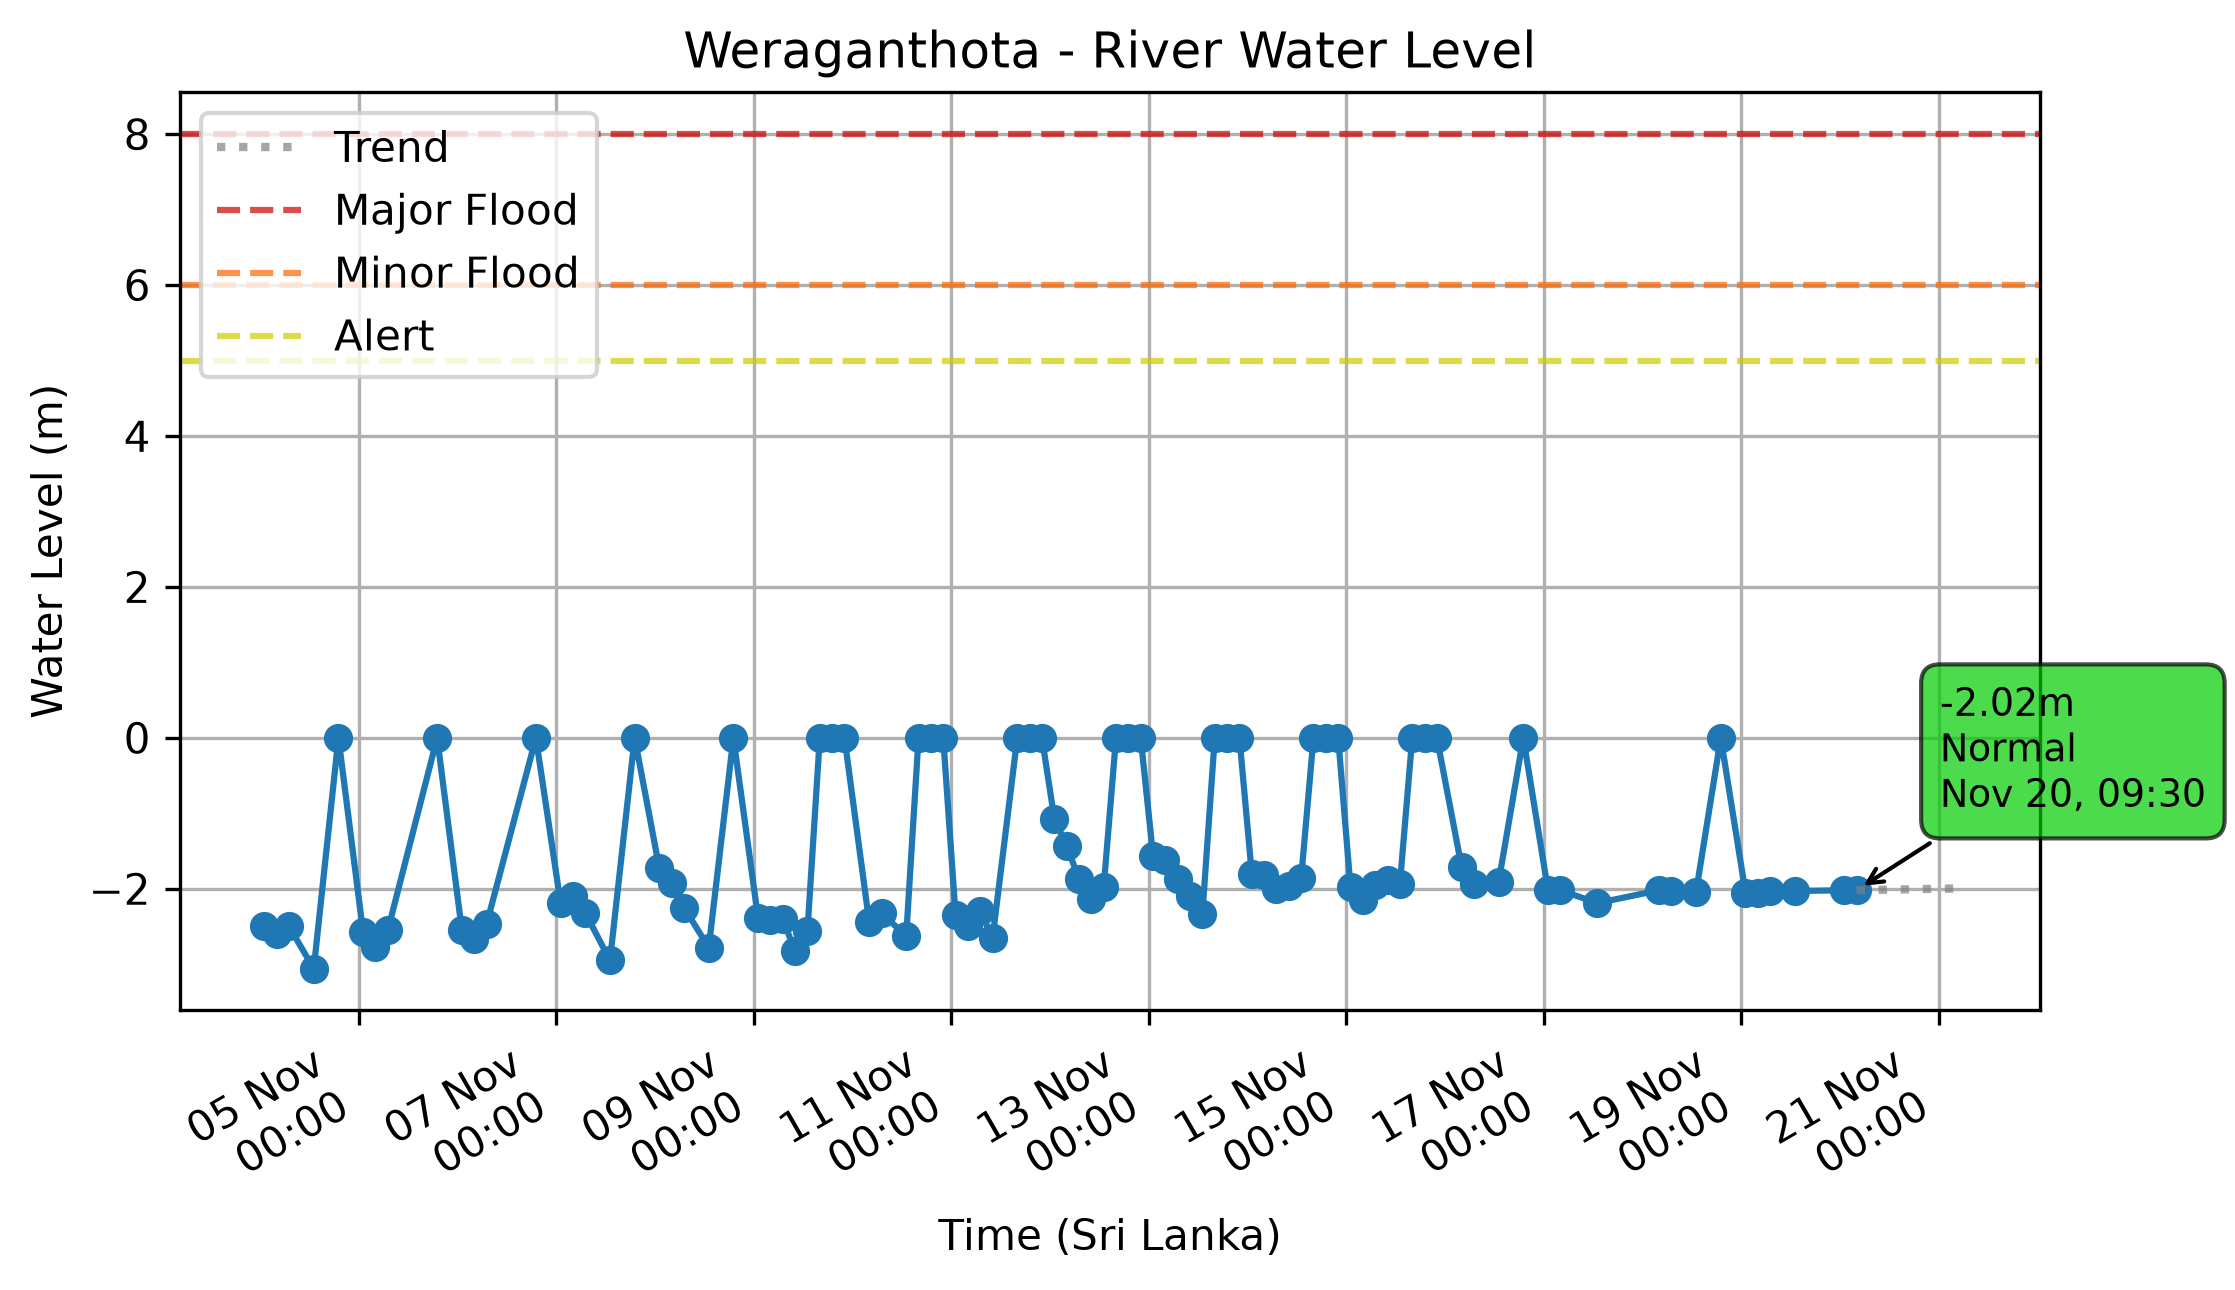 Weraganthota - River Water Level
Trend
Major Flood
Minor Flood
Alert
Water Level (m)
8
6
4
2
0
−2
-2.02m
Normal
Nov 20, 09:30
05 Nov
00:00
07 Nov
00:00
09 Nov
00:00
11 Nov
00:00
13 Nov
00:00
15 Nov
00:00
17 Nov
00:00
19 Nov
00:00
21 Nov
00:00
Time (Sri Lanka)